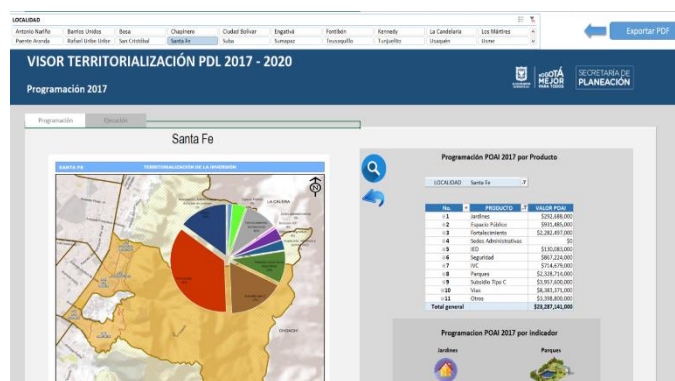 LOCALIDAD
Antonio Nariño Barrios Unidos Bosa Chapinero Ciudad Bolívar Engativá Fontibón Kennedy La Candelaria Los Mártires
Puente Aranda Rafael Uribe Uribe San Cristóbal Santa Fe Suba Sumapaz Teusaquillo Tunjuelito Usaquén Usme
Exportar PDF
VISOR TERRITORIALIZACIÓN PDL 2017 - 2020
Programación 2017
BOGOTÁ
MEJOR
PARA TODOS
SECRETARÍA DE
PLANEACIÓN
Programación Ejecución
Santa Fe
SANTA FE TERRITORIALIZACIÓN DE LA INVERSIÓN
N
LA CALERA
CHOACHI
Programación POAI 2017 por Producto
LOCALIDAD Santa Fe
No. PRODUCTO VALOR POAI
1 Jardines $292,688,000
2 Espacio Público $931,485,000
3 Fortalecimiento $2,282,497,000
4 Sedes Administrativas $0
5 IED $130,083,000
6 Seguridad $867,224,000
7 IVC $714,679,000
8 Parques $2,328,714,000
9 Subsidio Tipo C $3,957,600,000
10 Vias $8,383,371,000
11 Otros $3,398,800,000
Total general $23,287,141,000
Programacion POAI 2017 por Indicador
Jardines Parques